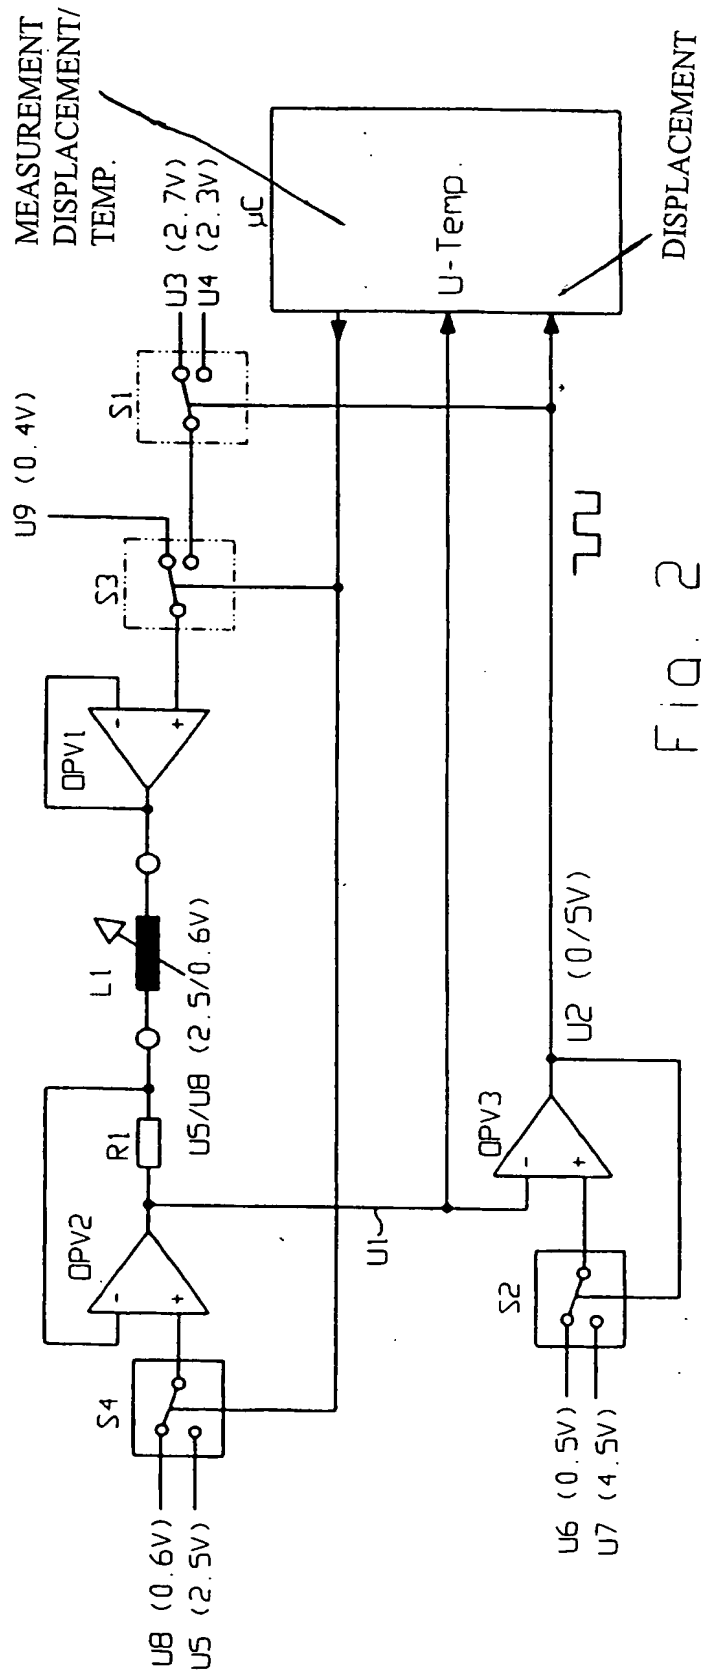 MEASUREMENT
DISPLACEMENT/
TEMP.
U9 (0.4V)
U3 (2.7V)
U4 (2.3V)
S1
S3
μC
U-Temp.
DISPLACEMENT
OPV1
-
+
L1
U5/U8 (2.5/0.6V)
R1
OPV2
-
+
S4
U8 (0.6V)
U5 (2.5V)
U1
U2 (0/5V)
OPV3
-
+
S2
U6 (0.5V)
U7 (4.5V)
Fig. 2